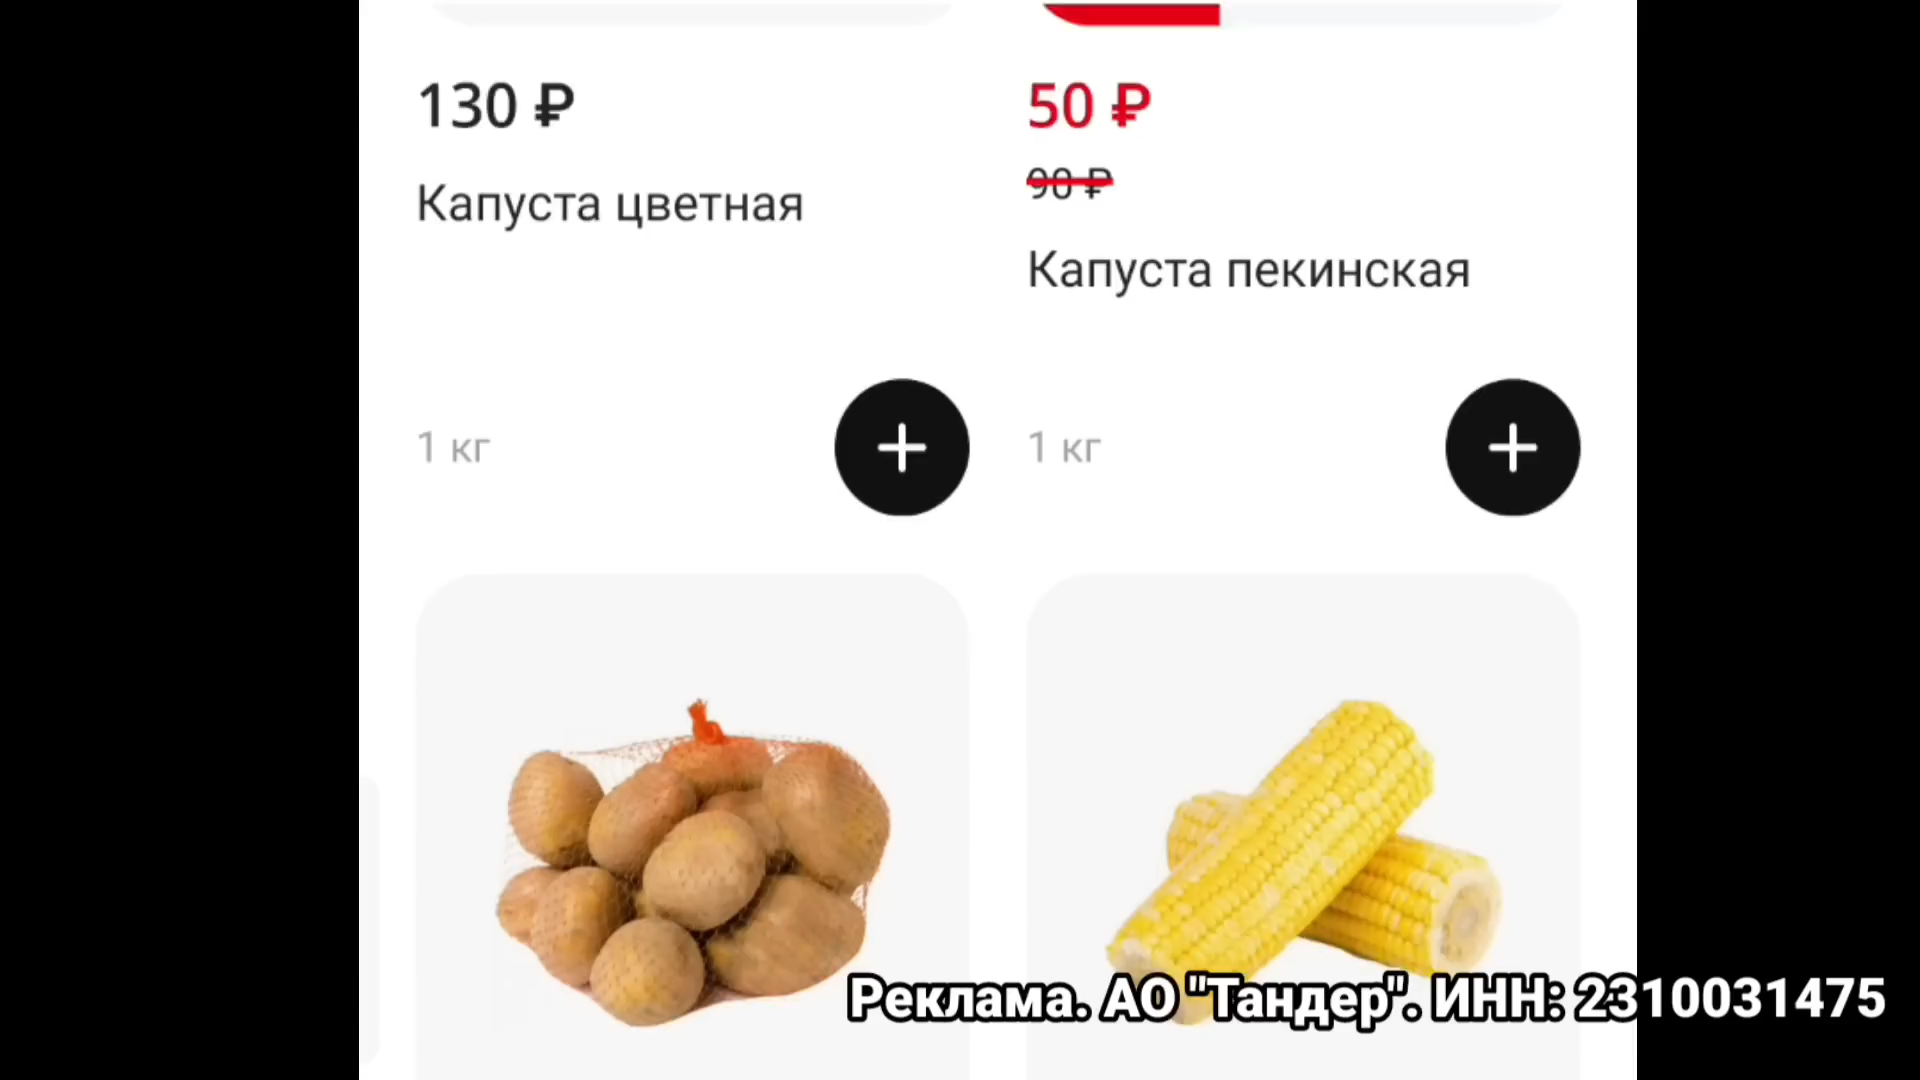 130 ₽
Капуста цветная
1 кг
50 ₽
90 ₽
Капуста пекинская
1 кг
Реклама. АО "Тандер". ИНН: 2310031475